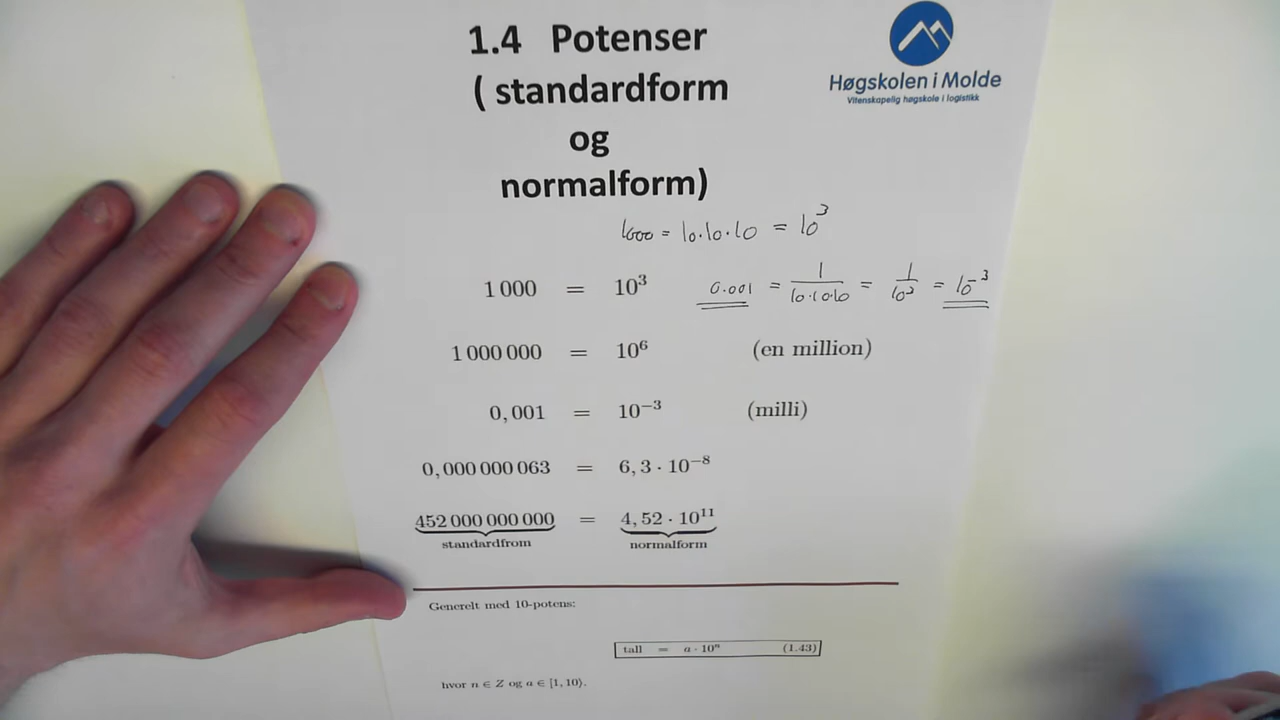 1.4 Potenser
( standardform
og
normalform)
Høgskolen i Molde
Vitenskapelig høgskole i logistikk
1000 = 10·10·10 = 10³
1 000 = 10³ 0.001 = 1/10·10·10 = 1/10³ = 10⁻³
1 000 000 = 10⁶ (en million)
0, 001 = 10⁻³ (milli)
0, 000 000 063 = 6, 3 · 10⁻⁸
452 000 000 000 = 4, 52 · 10¹¹
standardfrom normalform
Generelt med 10-potens:
tall = a · 10ⁿ (1.43)
hvor n ∈ Z og a ∈ [1, 10⟩.